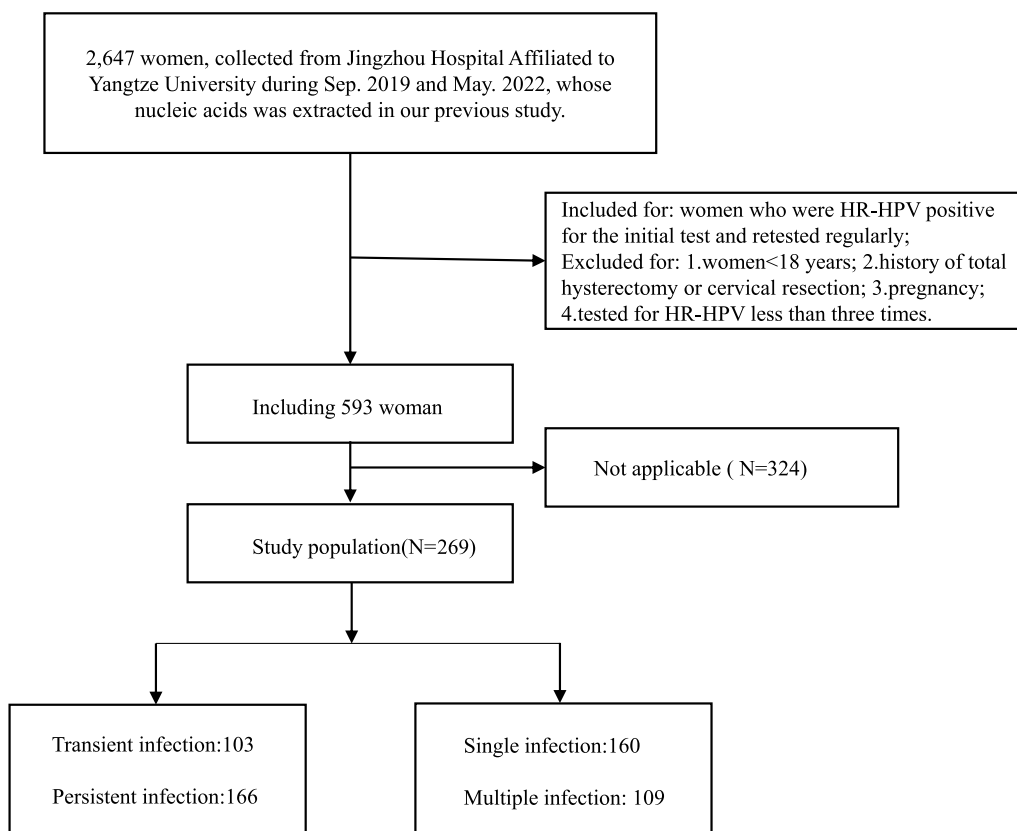 2,647 women, collected from Jingzhou Hospital Affiliated to
Yangtze University during Sep. 2019 and May. 2022, whose
nucleic acids was extracted in our previous study.
Included for: women who were HR-HPV positive
for the initial test and retested regularly;
Excluded for: 1.women<18 years; 2.history of total
hysterectomy or cervical resection; 3.pregnancy;
4.tested for HR-HPV less than three times.
Including 593 woman
Not applicable ( N=324)
Study population(N=269)
Transient infection:103
Persistent infection:166
Single infection:160
Multiple infection: 109